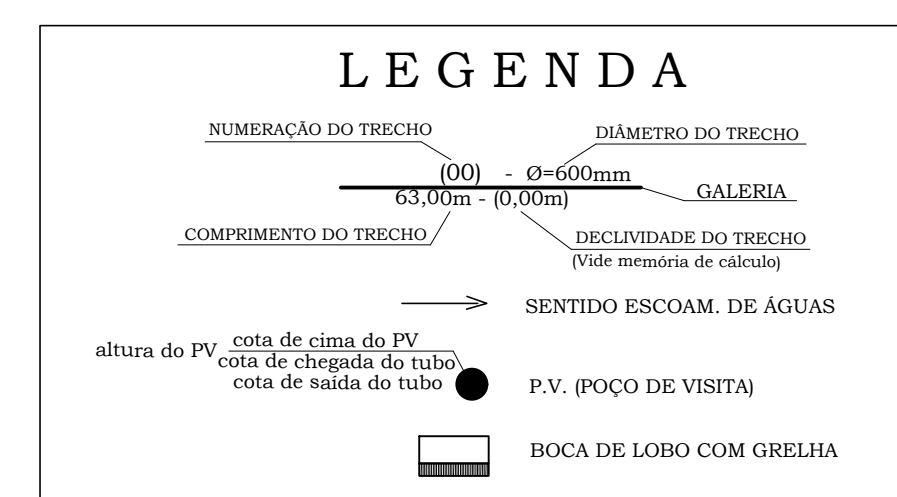 LEGENDA
NUMERAÇÃO DO TRECHO
DIÂMETRO DO TRECHO
(00) - Ø=600mm
GALERIA
63,00m - (0,00m)
COMPRIMENTO DO TRECHO
DECLIVIDADE DO TRECHO
(Vide memória de cálculo)
SENTIDO ESCOAM. DE ÁGUAS
altura do PV
cota de cima do PV
cota de chegada do tubo
cota de saída do tubo
P.V. (POÇO DE VISITA)
BOCA DE LOBO COM GRELHA